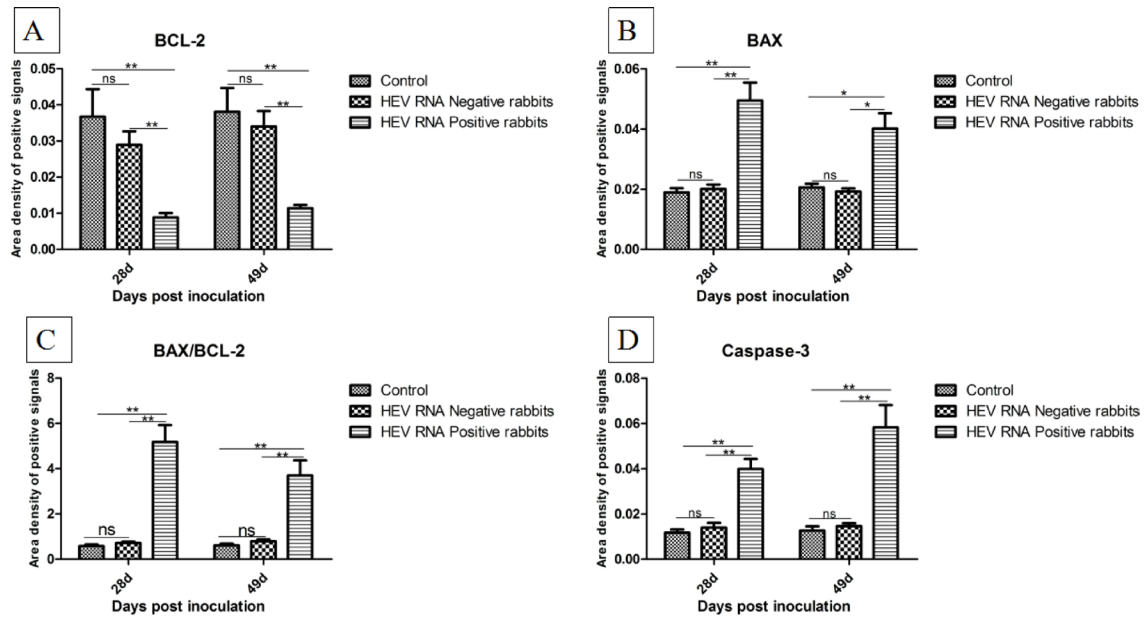 A
BCL-2
Area density of positive signals
0.05
0.04
0.03
0.02
0.01
0.00
**
ns
**
**
ns
**
28d
49d
Days post inoculation
Control
HEV RNA Negative rabbits
HEV RNA Positive rabbits
B
BAX
Area density of positive signals
0.06
0.04
0.02
0.00
**
**
ns
*
*
ns
28d
49d
Days post inoculation
Control
HEV RNA Negative rabbits
HEV RNA Positive rabbits
C
BAX/BCL-2
Area density of positive signals
8
6
4
2
0
**
**
ns
**
**
ns
28d
49d
Days post inoculation
Control
HEV RNA Negative rabbits
HEV RNA Positive rabbits
D
Caspase-3
Area density of positive signals
0.08
0.06
0.04
0.02
0.00
**
**
ns
**
**
ns
28d
49d
Days post inoculation
Control
HEV RNA Negative rabbits
HEV RNA Positive rabbits